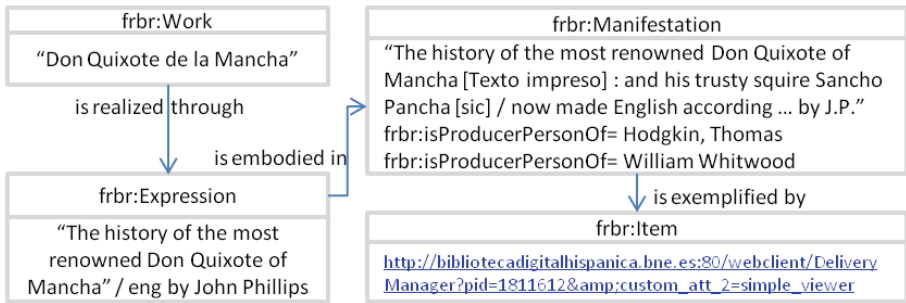 frbr:Work
“Don Quixote de la Mancha”
is realized through
frbr:Expression
“The history of the most
renowned Don Quixote of
Mancha” / eng by John Phillips
is embodied in
frbr:Manifestation
“The history of the most renowned Don Quixote of
Mancha [Texto impreso] : and his trusty squire Sancho
Pancha [sic] / now made English according ... by J.P.”
frbr:isProducerPersonOf= Hodgkin, Thomas
frbr:isProducerPersonOf= William Whitwood
is exemplified by
frbr:Item
http://bibliotecadigitalhispanica.bne.es:80/webclient/Delivery
Manager?pid=1811612&amp;custom_att_2=simple_viewer